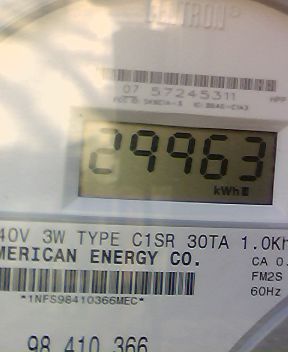 CENTRON®
07 57245311
29963
kWh
40V 3W TYPE C1SR 30TA 1.0Kh
MERICAN ENERGY CO.
CA 0.
FM2S
60Hz
*1NFS98410366MEC*
98 410 366